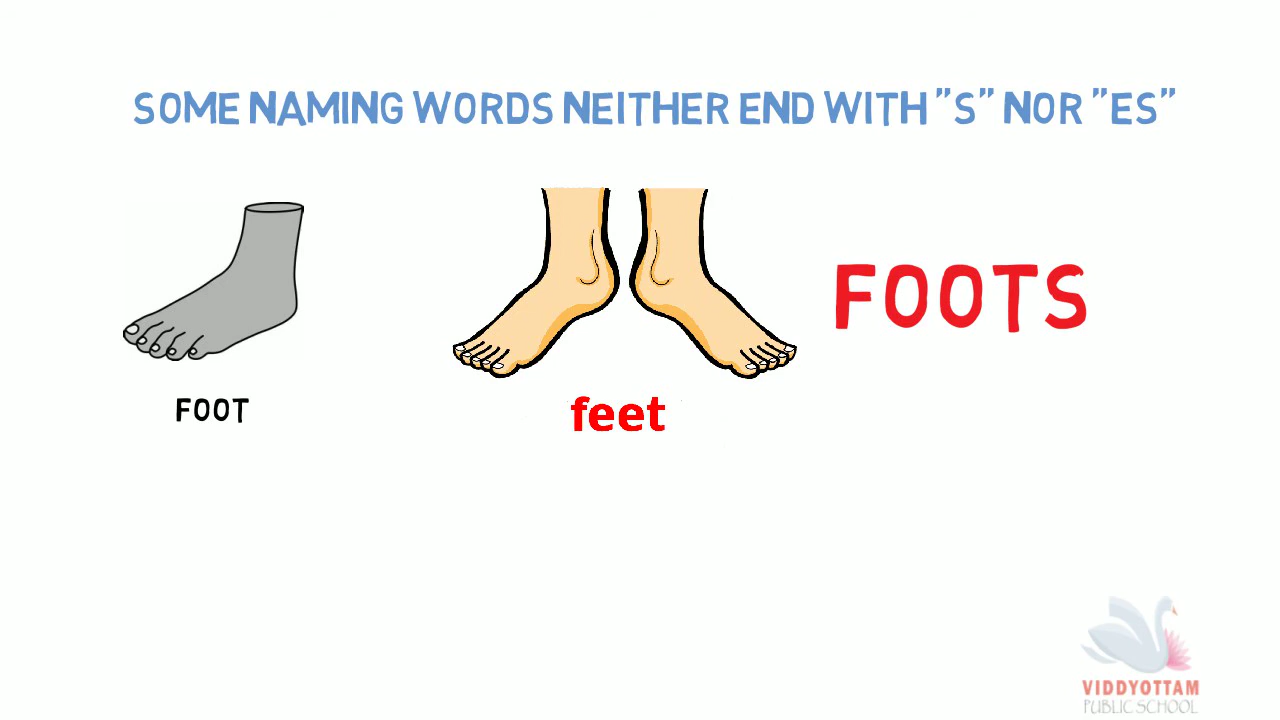 SOME NAMING WORDS NEITHER END WITH "S" NOR "ES"
FOOTS
FOOT
feet
VIDDYOTTAM
PUBLIC SCHOOL